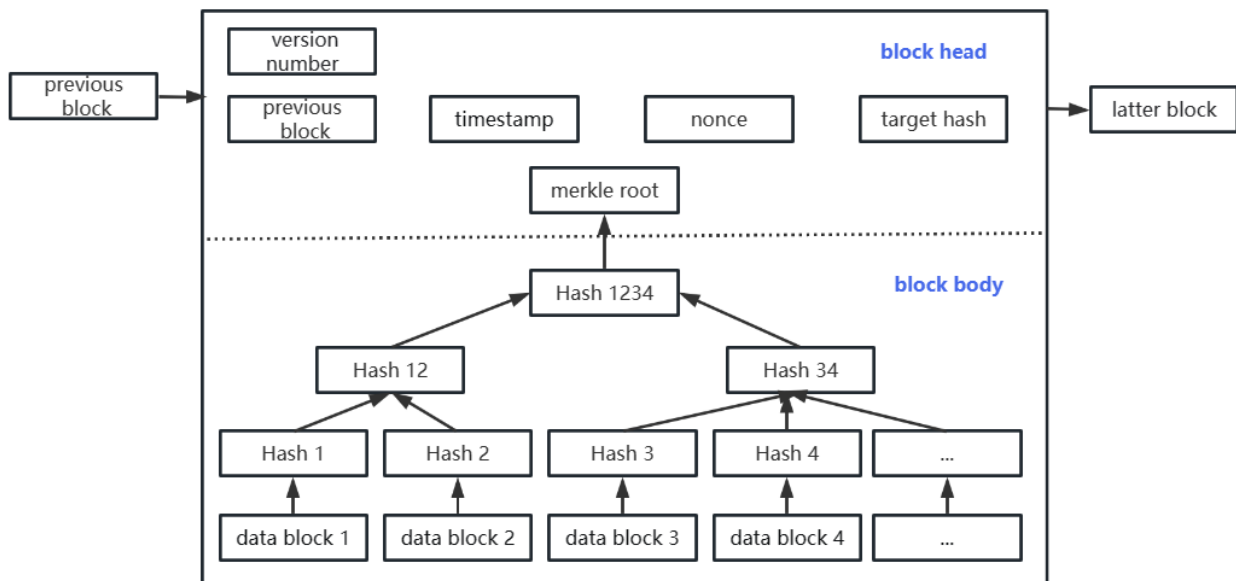 version
number
block head
previous
block
previous
block
timestamp
nonce
target hash
latter block
merkle root
Hash 1234
block body
Hash 12
Hash 34
Hash 1
Hash 2
Hash 3
Hash 4
...
data block 1
data block 2
data block 3
data block 4
...